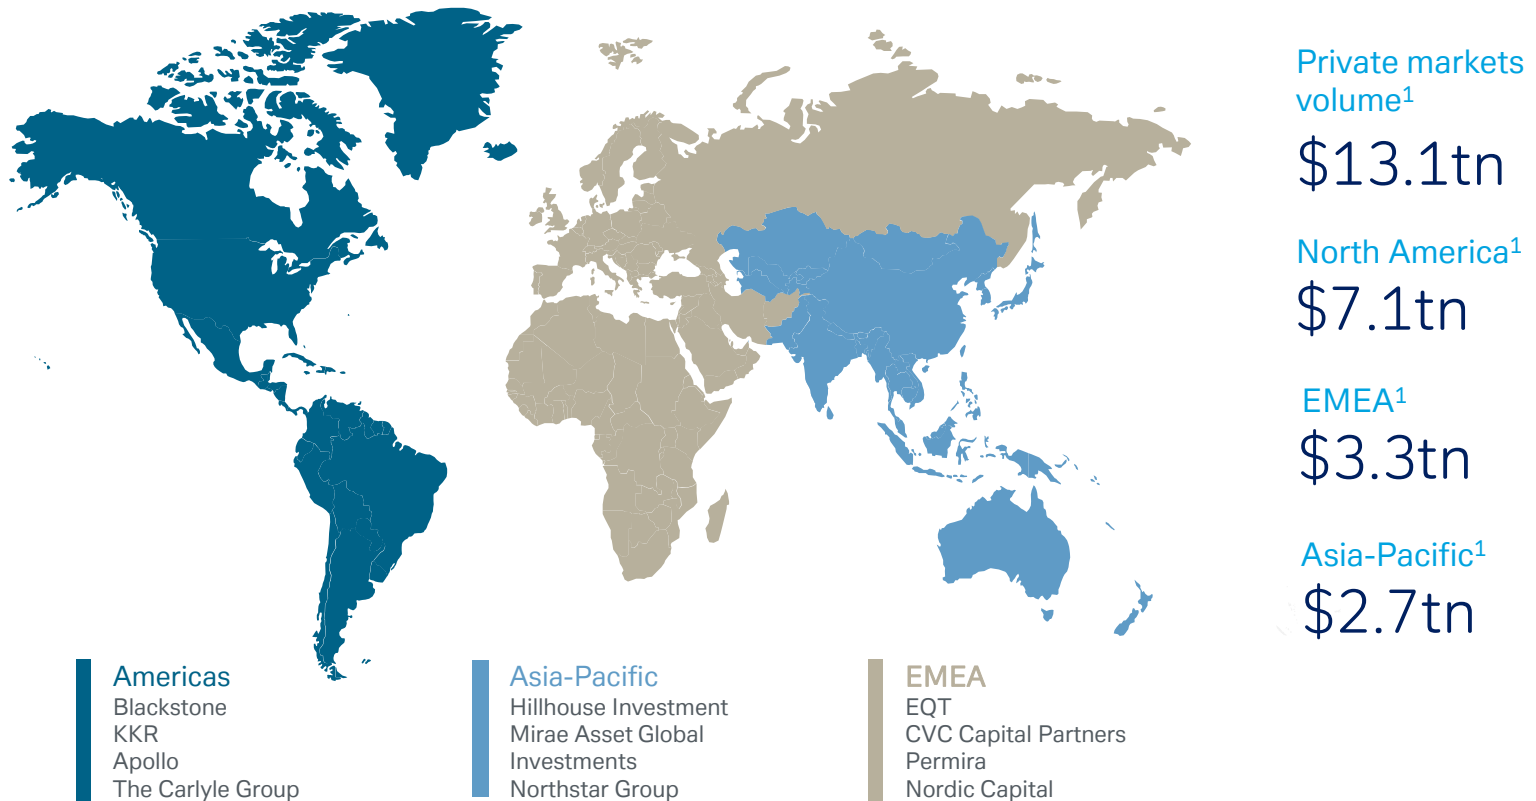 Private markets
volume¹
$13.1tn
North America¹
$7.1tn
EMEA¹
$3.3tn
Asia-Pacific¹
$2.7tn
Americas
Blackstone
KKR
Apollo
The Carlyle Group
Asia-Pacific
Hillhouse Investment
Mirae Asset Global
Investments
Northstar Group
EMEA
EQT
CVC Capital Partners
Permira
Nordic Capital